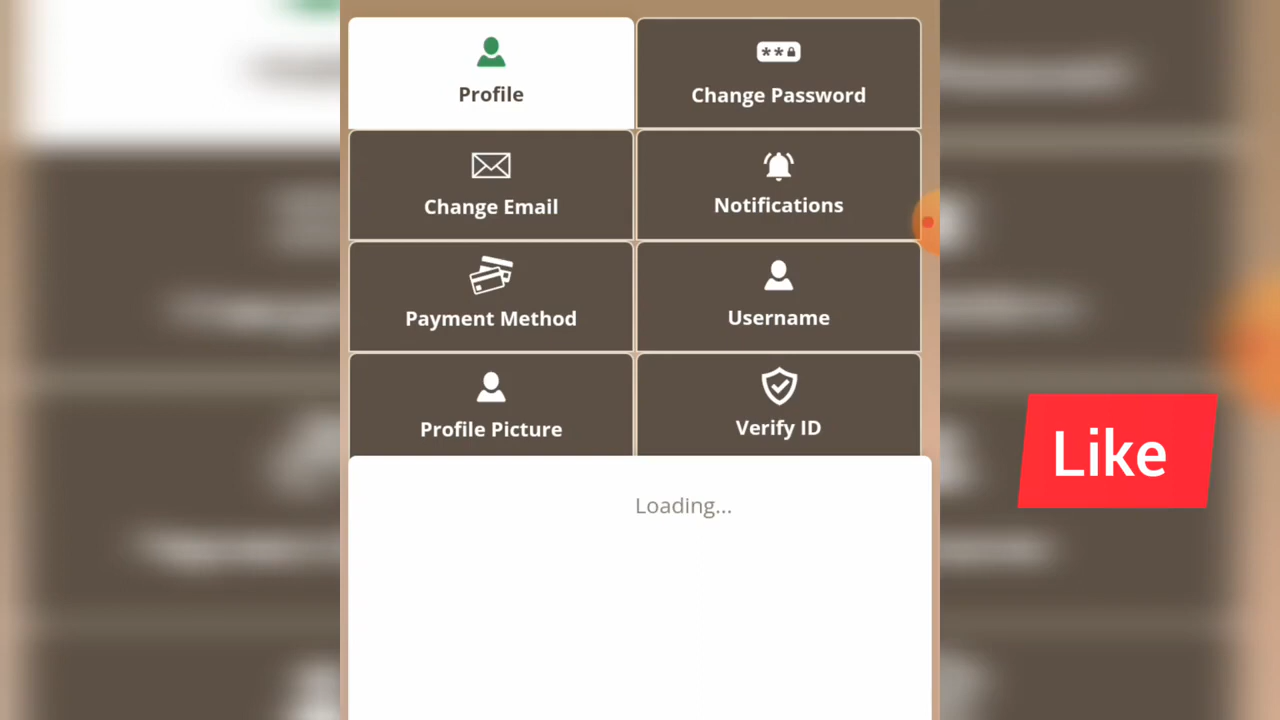 Profile
Change Password
Change Email
Notifications
Payment Method
Username
Profile Picture
Verify ID
Loading...
Like